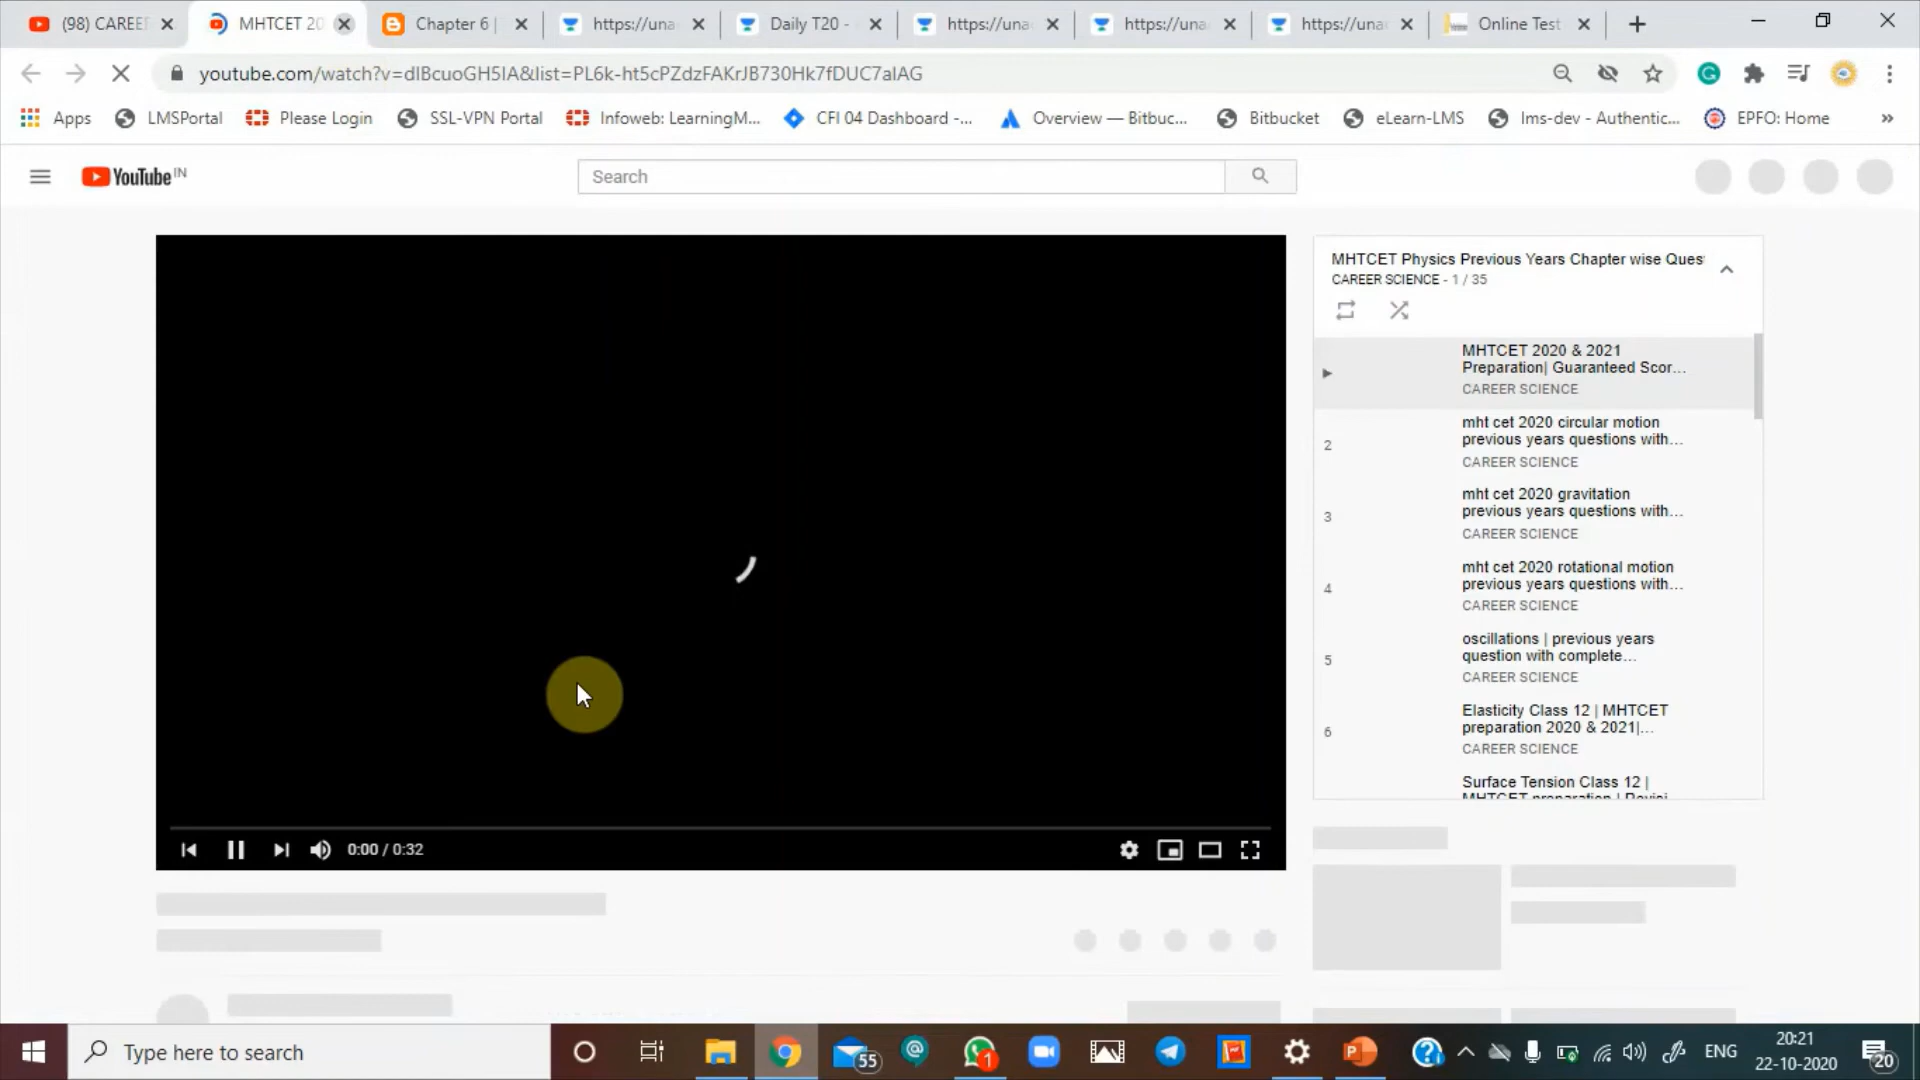 (98) CAREE
MHTCET 20
Chapter 6 |
https://una
Daily T20 -
https://una
https://una
https://una
Online Test
youtube.com/watch?v=dlBcuoGH5IA&list=PL6k-ht5cPZdzFAKrJB730Hk7fDUC7alAG
Apps
LMSPortal
Please Login
SSL-VPN Portal
Infoweb: LearningM...
CFI 04 Dashboard -...
Overview — Bitbuc...
Bitbucket
eLearn-LMS
lms-dev - Authentic...
EPFO: Home
»
YouTube IN
Search
MHTCET Physics Previous Years Chapter wise Ques
CAREER SCIENCE - 1 / 35
MHTCET 2020 & 2021
Preparation| Guaranteed Scor...
CAREER SCIENCE
2
mht cet 2020 circular motion
previous years questions with...
CAREER SCIENCE
3
mht cet 2020 gravitation
previous years questions with...
CAREER SCIENCE
4
mht cet 2020 rotational motion
previous years questions with...
CAREER SCIENCE
5
oscillations | previous years
question with complete...
CAREER SCIENCE
6
Elasticity Class 12 | MHTCET
preparation 2020 & 2021|...
CAREER SCIENCE
Surface Tension Class 12 |
MHTCET preparation | Revisi
0:00 / 0:32
Type here to search
55
1
ENG
20:21
22-10-2020
20